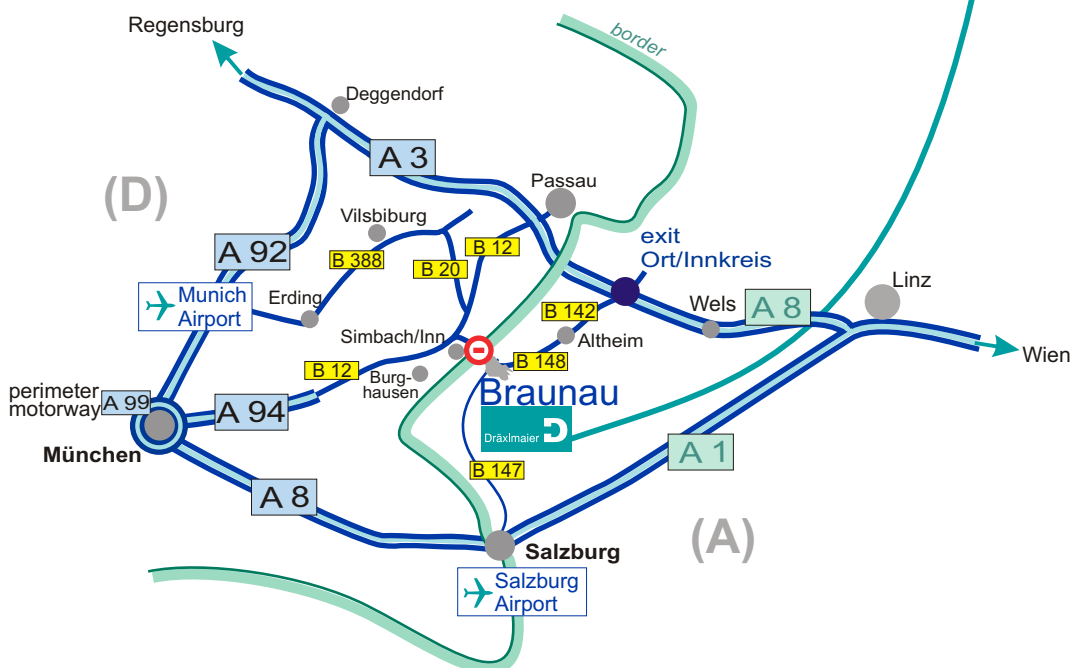 border
Regensburg
Deggendorf
A 3
(D)
Passau
Vilsbiburg
exit
Ort/Innkreis
A 92
B 388
B 20
B 12
Munich
Airport
Erding
Linz
Wels
A 8
B 142
Simbach/Inn
Altheim
Wien
B 148
B 12
Burg-
hausen
perimeter
motorway
A 99
A 94
Braunau
Dräxlmaier
München
B 147
A 1
A 8
(A)
Salzburg
Salzburg
Airport